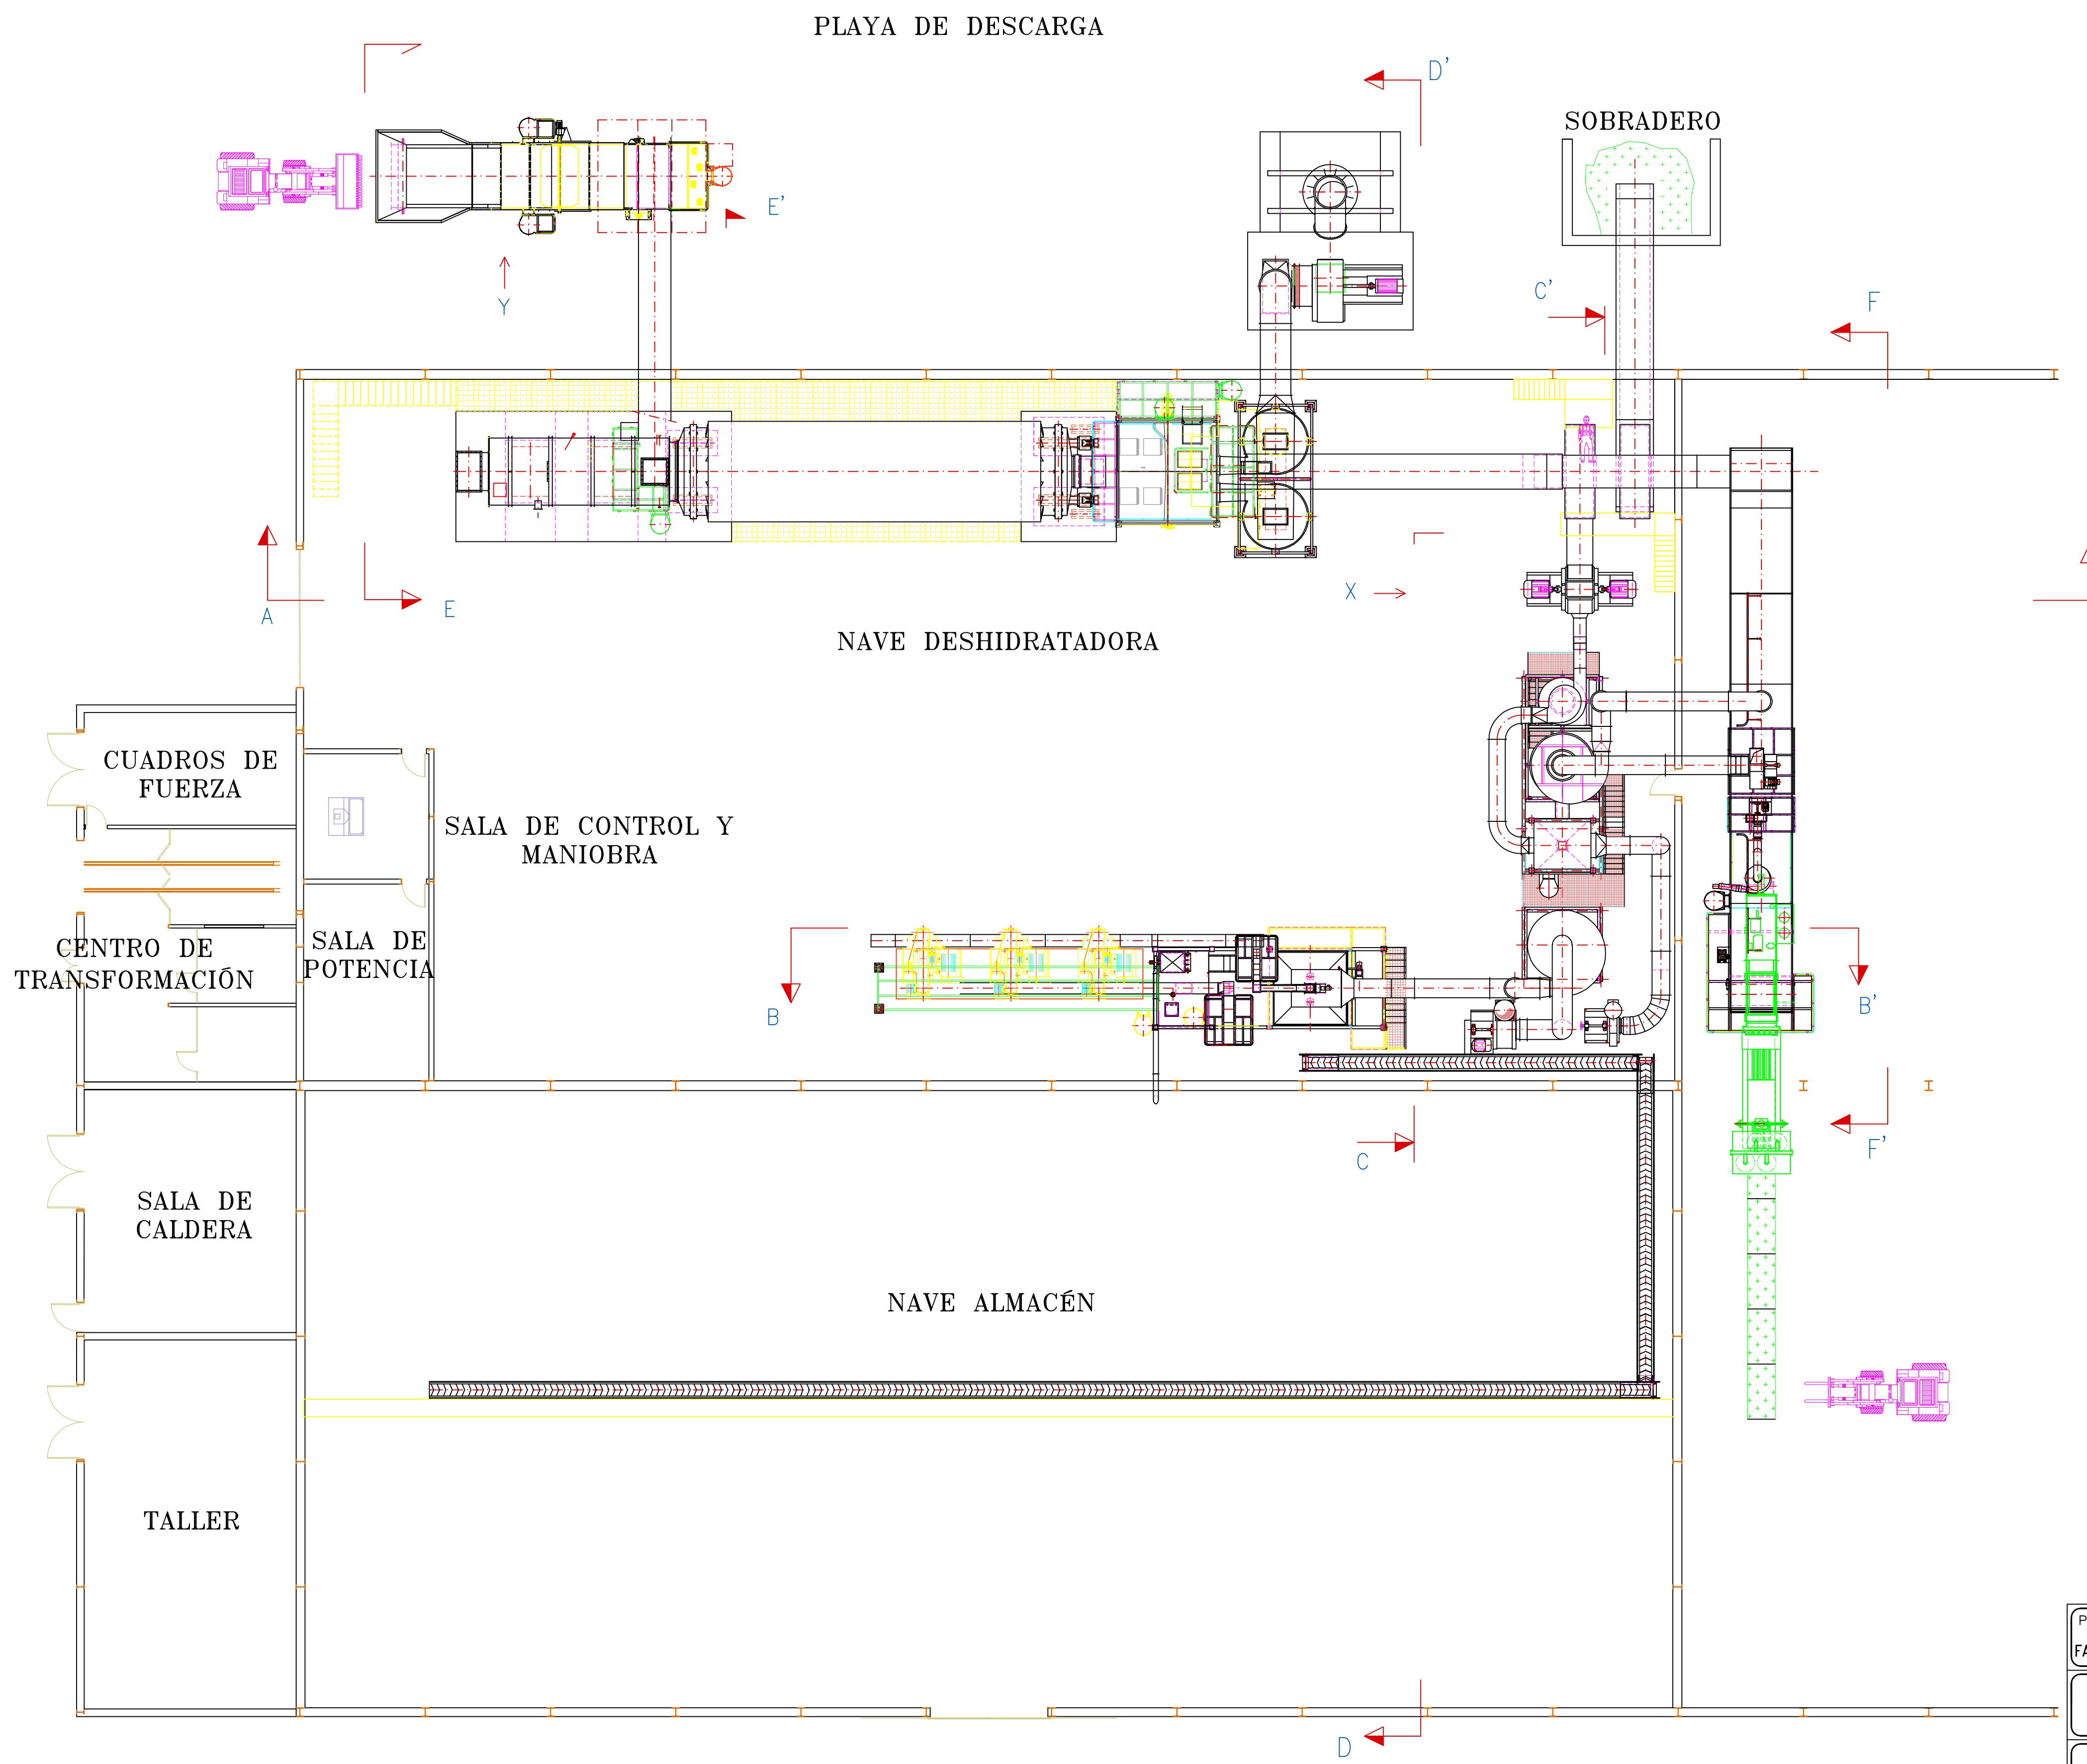 PLAYA DE DESCARGA
D'
SOBRADERO
E'
Y
C'
F
A
E
X
NAVE DESHIDRATADORA
CUADROS DE
FUERZA
SALA DE CONTROL Y
MANIOBRA
CENTRO DE
TRANSFORMACIÓN
SALA DE
POTENCIA
B
B'
F'
C
SALA DE
CALDERA
NAVE ALMACÉN
TALLER
P
FA
D